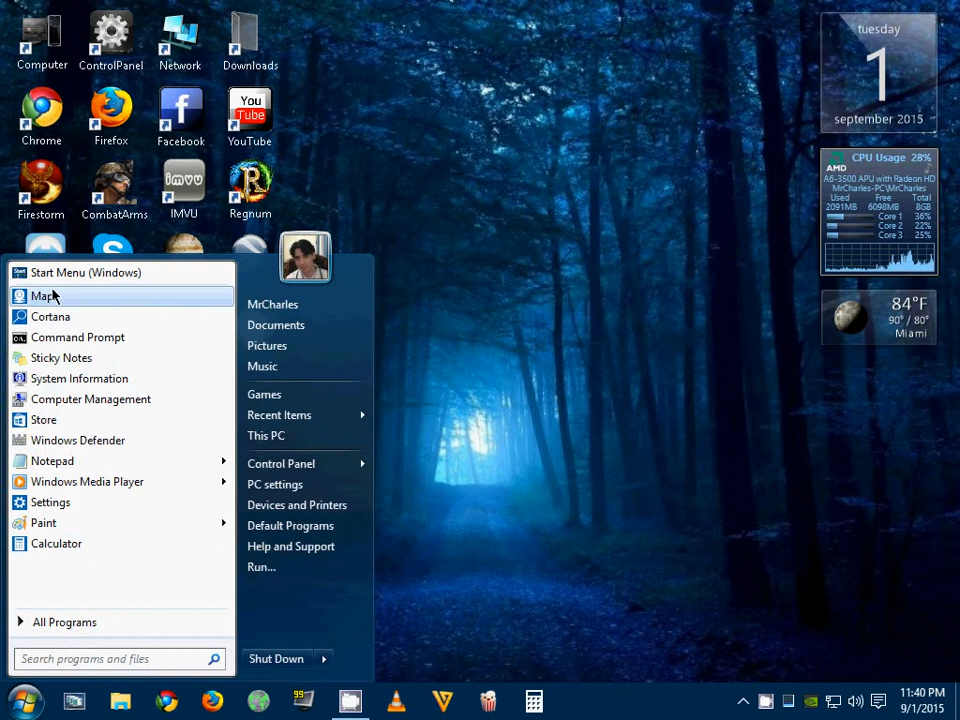 Computer
ControlPanel
Network
Downloads
Chrome
Firefox
Facebook
You
Tube
YouTube
Firestorm
CombatArms
imvu
IMVU
R
Regnum
Start
Start Menu (Windows)
Map
Cortana
Command Prompt
Sticky Notes
System Information
Computer Management
Store
Windows Defender
Notepad
Windows Media Player
Settings
Paint
Calculator
All Programs
Search programs and files
MrCharles
Documents
Pictures
Music
Games
Recent Items
This PC
Control Panel
PC settings
Devices and Printers
Default Programs
Help and Support
Run...
Shut Down
tuesday
1
september 2015
AMD
CPU Usage 28%
A6-3500 APU with Radeon HD
MrCharles-PC\MrCharles
Used Free Total
2091MB 6098MB 8GB
Core 1 36%
Core 2 22%
Core 3 25%
84°F
90° / 80°
Miami
99
11:40 PM
9/1/2015